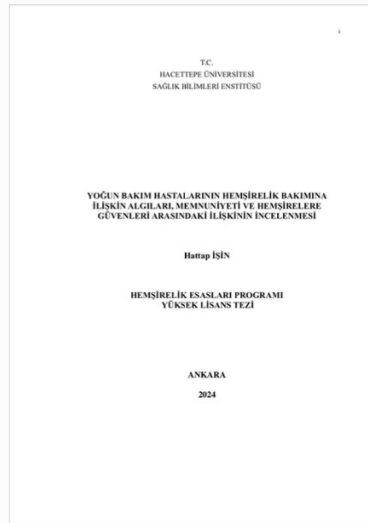 i
T.C.
HACETTEPE ÜNİVERSİTESİ
SAĞLIK BİLİMLERİ ENSTİTÜSÜ
YOĞUN BAKIM HASTALARININ HEMŞİRELİK BAKIMINA
İLİŞKİN ALGILARI, MEMNUNİYETİ VE HEMŞİRELERE
GÜVENLERİ ARASINDAKİ İLİŞKİNİN İNCELENMESİ
Hattap İŞİN
HEMŞİRELİK ESASLARI PROGRAMI
YÜKSEK LİSANS TEZİ
ANKARA
2024